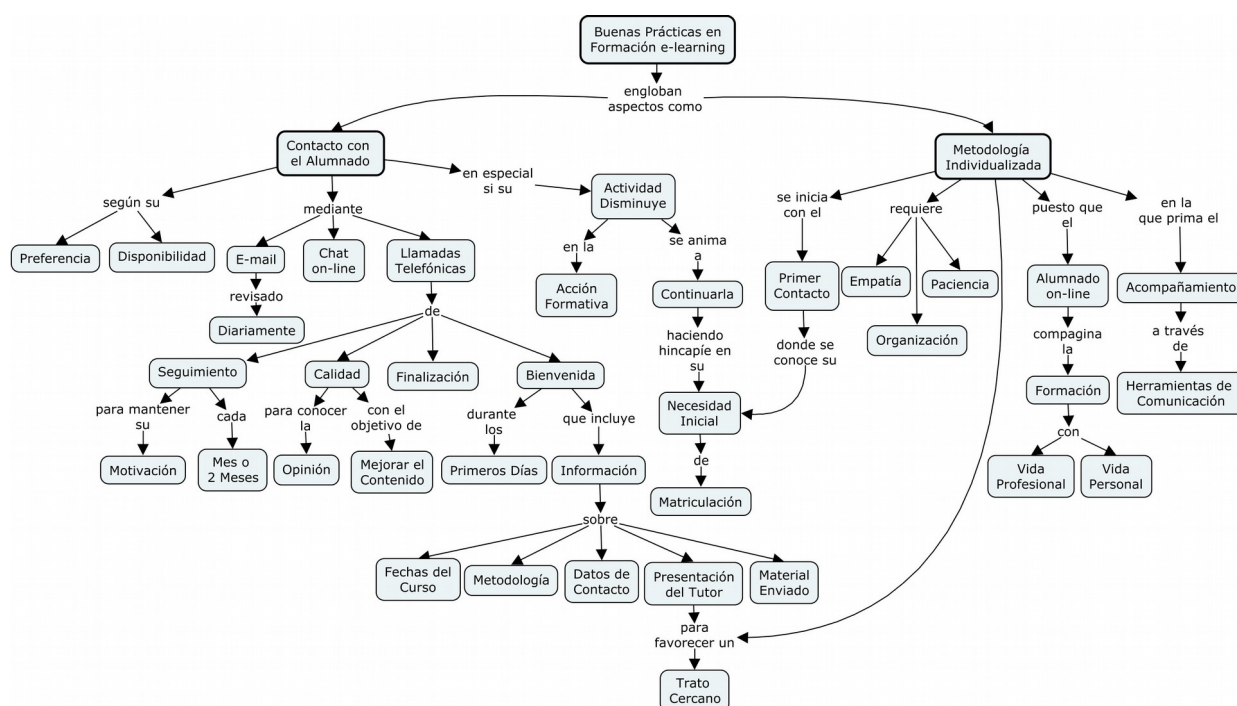 Buenas Prácticas en
Formación e-learning
engloban
aspectos como
Contacto con
el Alumnado
según su
Preferencia
Disponibilidad
mediante
E-mail
revisado
Diariamente
Chat
on-line
Llamadas
Telefónicas
de
Seguimiento
para mantener
su
Motivación
cada
Mes o
2 Meses
Calidad
para conocer
la
Opinión
con el
objetivo de
Mejorar el
Contenido
Finalización
Bienvenida
durante
los
Primeros Días
que incluye
Información
sobre
Fechas del
Curso
Metodología
Datos de
Contacto
Presentación
del Tutor
Material
Enviado
para
favorecer un
Trato
Cercano
en especial
si su
Actividad
Disminuye
en la
Acción
Formativa
se anima
a
Continuarla
haciendo
hincapíe en
su
Necesidad
Inicial
de
Matriculación
Metodología
Individualizada
se inicia
con el
Primer
Contacto
donde se
conoce su
requiere
Empatía
Organización
Paciencia
puesto que
el
Alumnado
on-line
compagina
la
Formación
con
Vida
Profesional
Vida
Personal
en la
que prima el
Acompañamiento
a través
de
Herramientas de
Comunicación